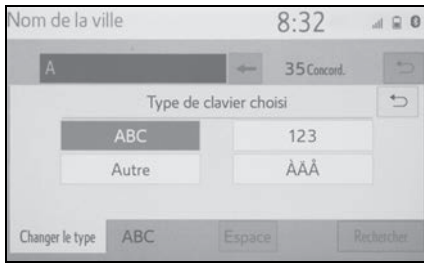 Nom de la ville 8:32
A 35 Concord.
Type de clavier choisi
ABC 123
Autre ÀÄÂ
Changer le type ABC Espace Rechercher